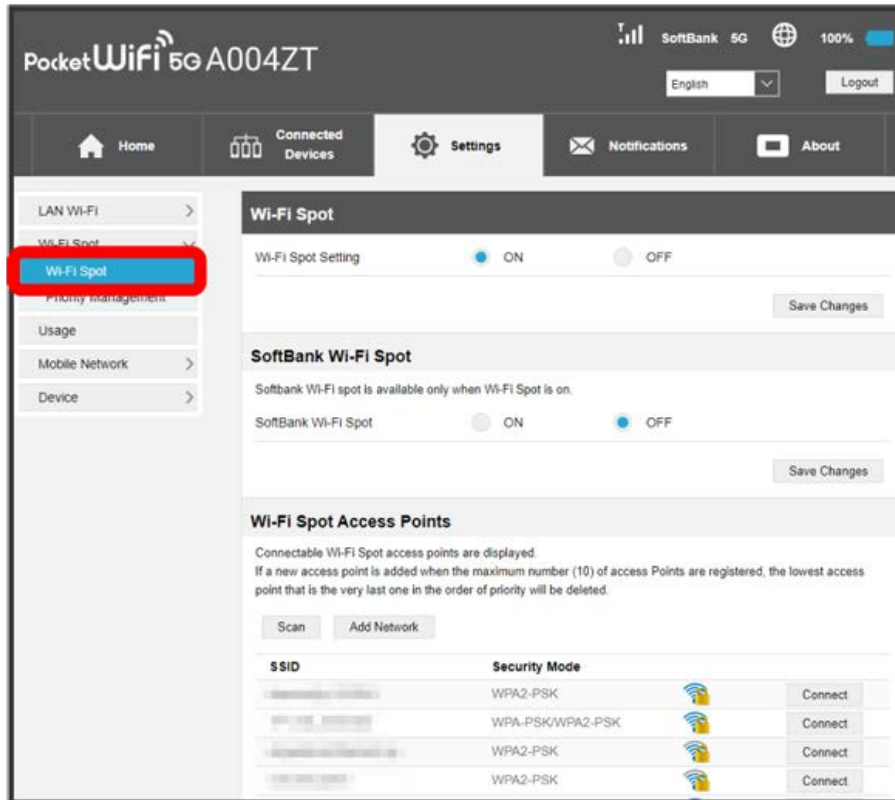 PocketWiFi 5G A004ZT
SoftBank 5G 100%
English Logout
Home Connected Devices Settings Notifications About
LAN Wi-Fi
Wi-Fi Spot
Wi-Fi Spot
Priority Management
Usage
Mobile Network
Device
Wi-Fi Spot
Wi-Fi Spot Setting ON OFF
Save Changes
SoftBank Wi-Fi Spot
Softbank Wi-Fi spot is available only when Wi-Fi Spot is on.
SoftBank Wi-Fi Spot ON OFF
Save Changes
Wi-Fi Spot Access Points
Connectable Wi-Fi Spot access points are displayed.
If a new access point is added when the maximum number (10) of access Points are registered, the lowest access
point that is the very last one in the order of priority will be deleted.
Scan Add Network
SSID Security Mode
WPA2-PSK Connect
WPA-PSK/WPA2-PSK Connect
WPA2-PSK Connect
WPA2-PSK Connect